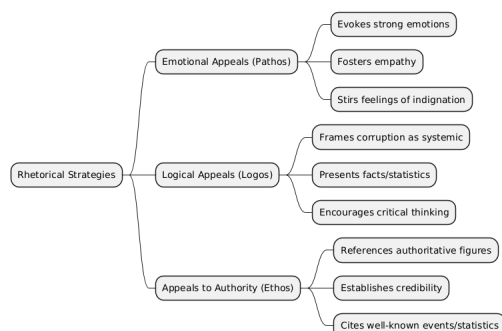 Rhetorical Strategies
Emotional Appeals (Pathos)
Evokes strong emotions
Fosters empathy
Stirs feelings of indignation
Logical Appeals (Logos)
Frames corruption as systemic
Presents facts/statistics
Encourages critical thinking
Appeals to Authority (Ethos)
References authoritative figures
Establishes credibility
Cites well-known events/statistics